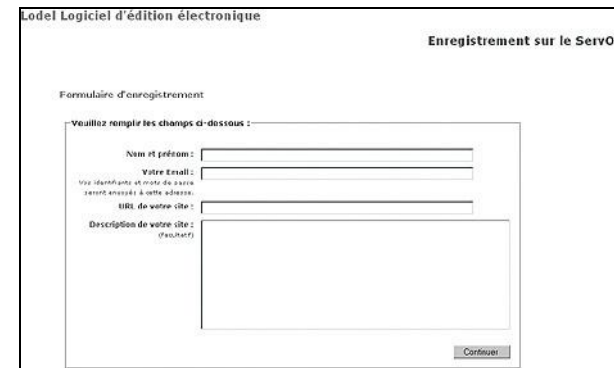 Lodel Logiciel d'édition électronique
Enregistrement sur le ServO
Formulaire d'enregistrement
Veuillez remplir les champs ci-dessous :
Nom et prénom :
Votre Email :
Vos identifiants et mots de passe
seront envoyés à cette adresse.
URL de votre site :
Description de votre site :
(Facultatif)
Continuer